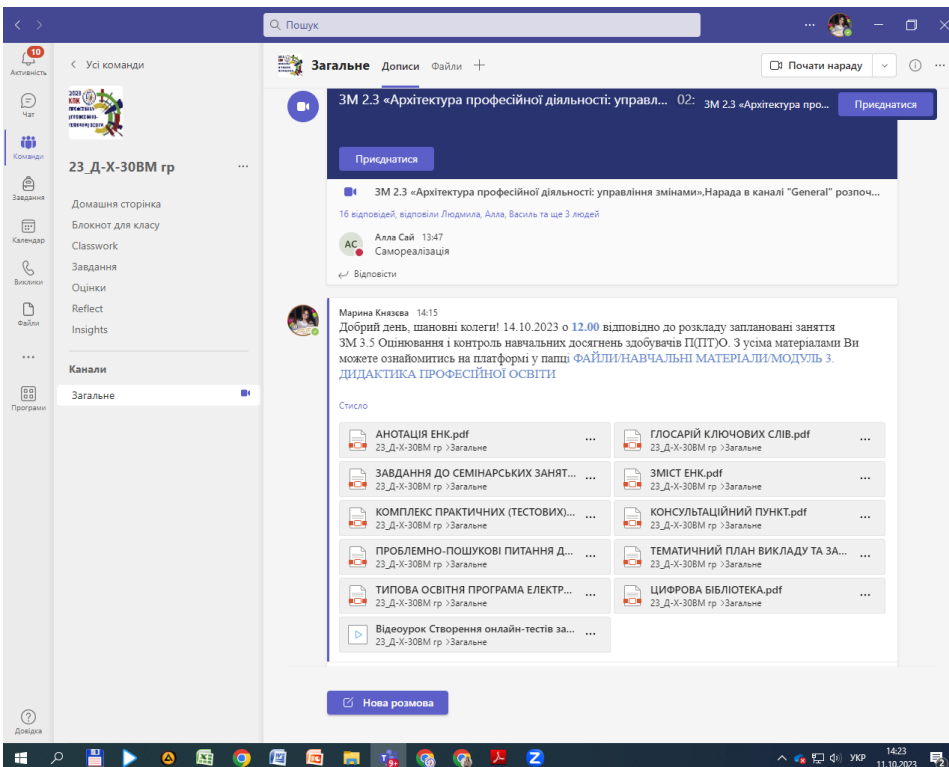 Пошук
10
Активність
Чат
Команди
Завдання
Календар
Виклики
Файли
Програми
Довідка
Усі команди
2023
КПК
23_Д-Х-30ВМ гр
Домашня сторінка
Блокнот для класу
Classwork
Завдання
Оцінки
Reflect
Insights
Канали
Загальне
Загальне Дописи Файли
Почати нараду
ЗМ 2.3 «Архітектура професійної діяльності: управл... 02:
ЗМ 2.3 «Архітектура про... Приєднатися
Приєднатися
ЗМ 2.3 «Архітектура професійної діяльності: управління змінами»,Нарада в каналі "General" розпоч...
16 відповідей, відповіли Людмила, Алла, Василь та ще 3 людей
АС
Алла Сай 13:47
Самореалізація
Відповісти
Марина Князєва 14:15
Добрий день, шановні колеги! 14.10.2023 о 12.00 відповідно до розкладу заплановані заняття
ЗМ 3.5 Оцінювання і контроль навчальних досягнень здобувачів П(ПТ)О. З усіма матеріалами Ви
можете ознайомитись на платформі у папці ФАЙЛИ/НАВЧАЛЬНІ МАТЕРІАЛИ/МОДУЛЬ 3.
ДИДАКТИКА ПРОФЕСІЙНОЇ ОСВІТИ
Стисло
АНОТАЦІЯ ЕНК.pdf
23_Д-Х-30ВМ гр >Загальне
ГЛОСАРІЙ КЛЮЧОВИХ СЛІВ.pdf
23_Д-Х-30ВМ гр >Загальне
ЗАВДАННЯ ДО СЕМІНАРСЬКИХ ЗАНЯТ...
23_Д-Х-30ВМ гр >Загальне
ЗМІСТ ЕНК.pdf
23_Д-Х-30ВМ гр >Загальне
КОМПЛЕКС ПРАКТИЧНИХ (ТЕСТОВИХ)...
23_Д-Х-30ВМ гр >Загальне
КОНСУЛЬТАЦІЙНИЙ ПУНКТ.pdf
23_Д-Х-30ВМ гр >Загальне
ПРОБЛЕМНО-ПОШУКОВІ ПИТАННЯ Д...
23_Д-Х-30ВМ гр >Загальне
ТЕМАТИЧНИЙ ПЛАН ВИКЛАДУ ТА ЗА...
23_Д-Х-30ВМ гр >Загальне
ТИПОВА ОСВІТНЯ ПРОГРАМА ЕЛЕКТР...
23_Д-Х-30ВМ гр >Загальне
ЦИФРОВА БІБЛІОТЕКА.pdf
23_Д-Х-30ВМ гр >Загальне
Відеоурок Створення онлайн-тестів за...
23_Д-Х-30ВМ гр >Загальне
Нова розмова
9+
УКР
14:23
11.10.2023
2